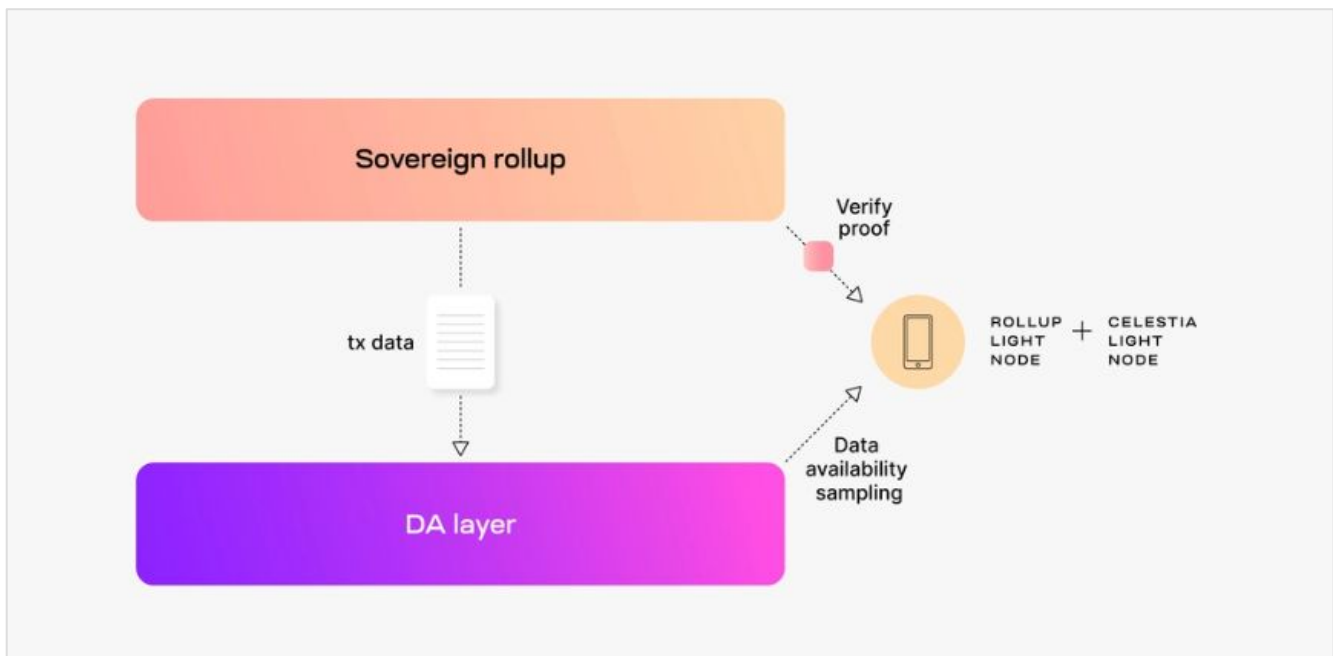 Sovereign rollup
Verify
proof
tx data
ROLLUP
LIGHT
NODE
+
CELESTIA
LIGHT
NODE
Data
availability
sampling
DA layer